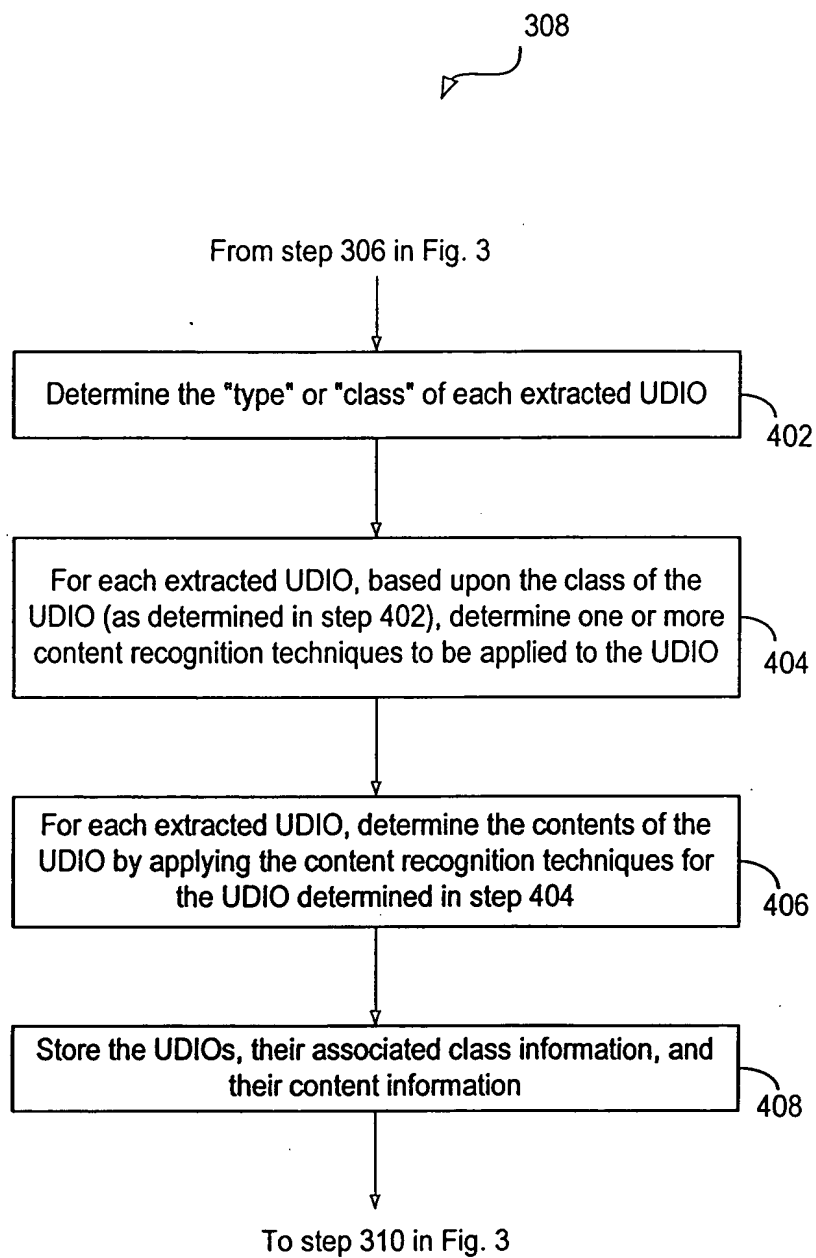 308
From step 306 in Fig. 3
Determine the "type" or "class" of each extracted UDIO
402
For each extracted UDIO, based upon the class of the
UDIO (as determined in step 402), determine one or more
content recognition techniques to be applied to the UDIO
404
For each extracted UDIO, determine the contents of the
UDIO by applying the content recognition techniques for
the UDIO determined in step 404
406
Store the UDIOs, their associated class information, and
their content information
408
To step 310 in Fig. 3